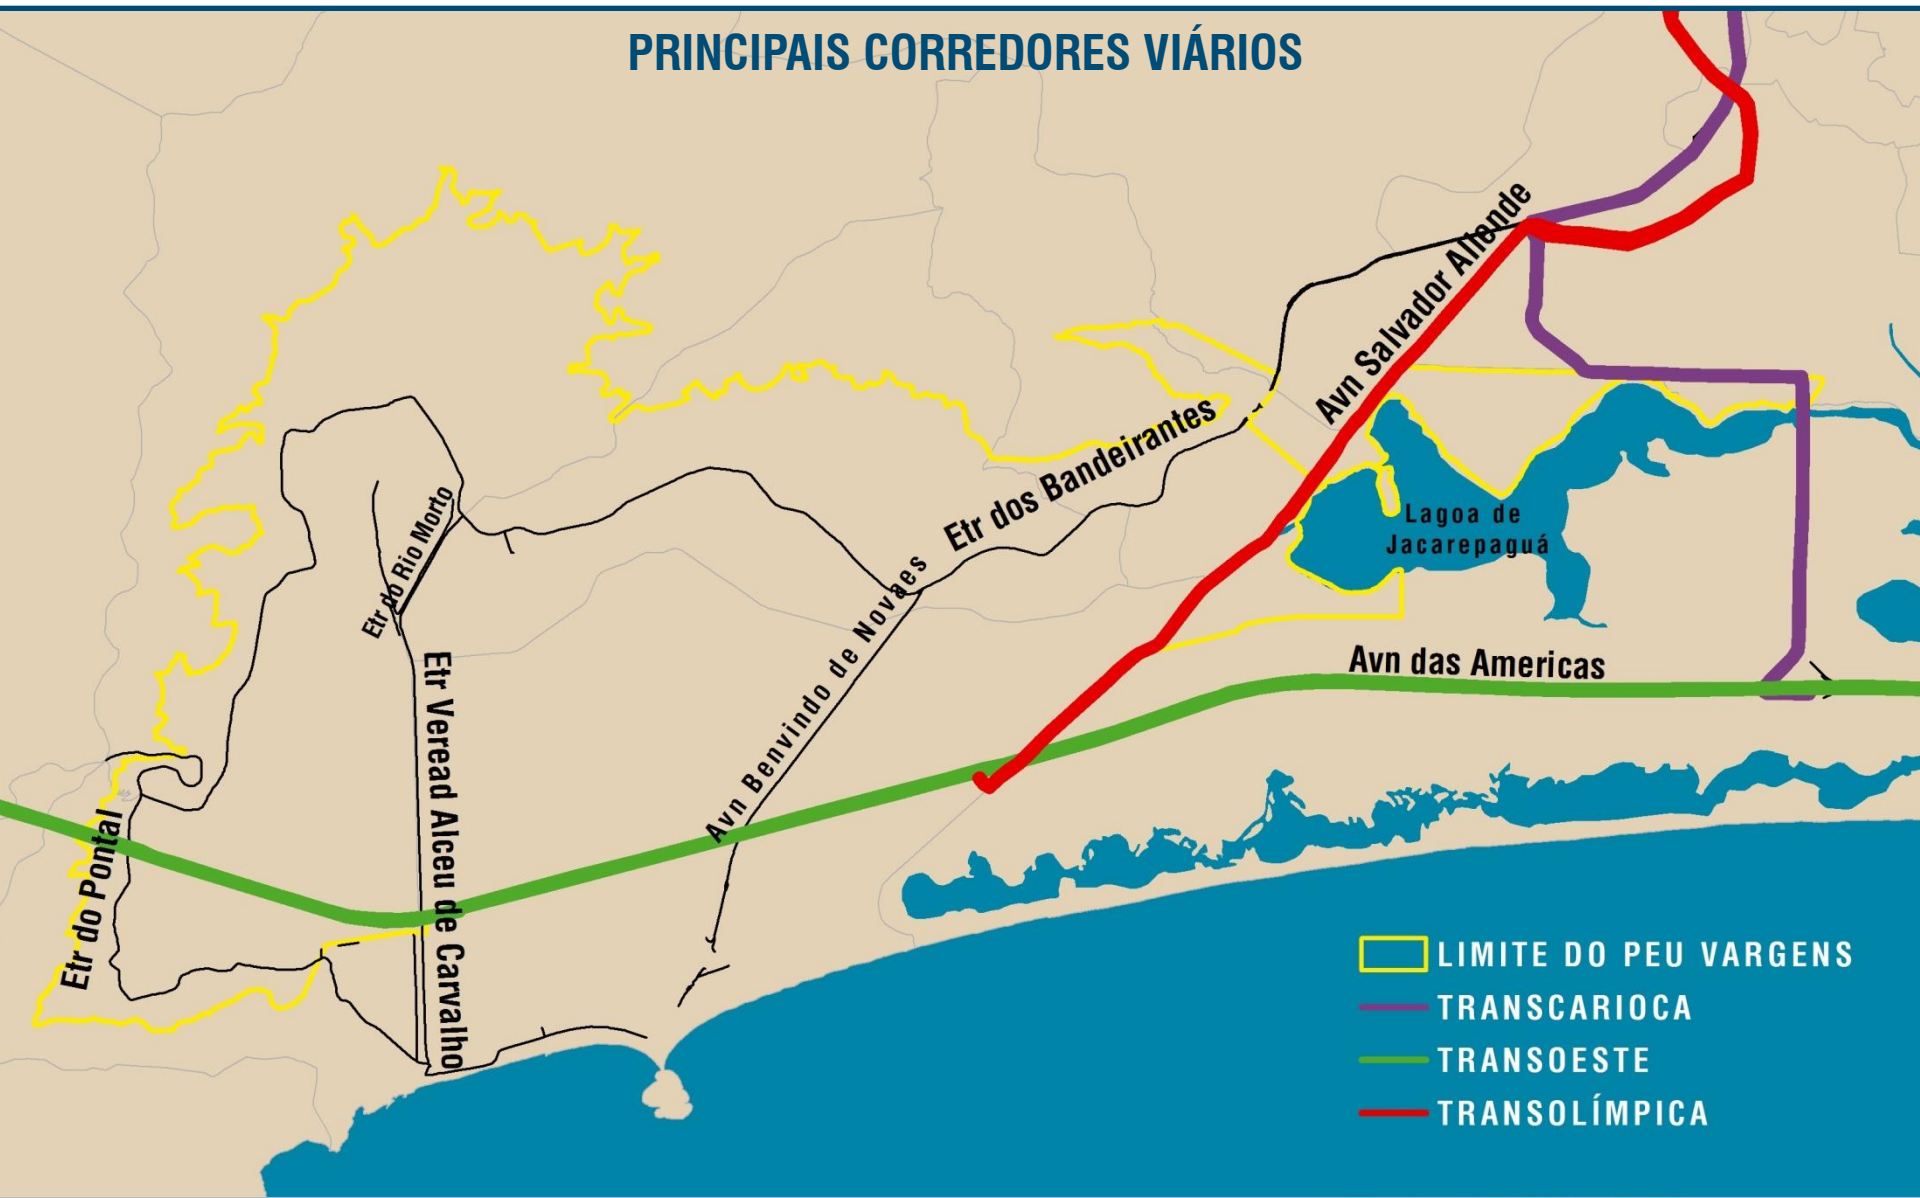 PRINCIPAIS CORREDORES VIÁRIOS
Avn Salvador Allende
Etr dos Bandeirantes
Etr do Rio Morto
Lagoa de
Jacarepaguá
Avn Benvindo de Novaes
Etr Veread Alceu de Carvalho
Avn das Americas
Etr do Pontal
LIMITE DO PEU VARGENS
TRANSCARIOCA
TRANSOESTE
TRANSOLÍMPICA